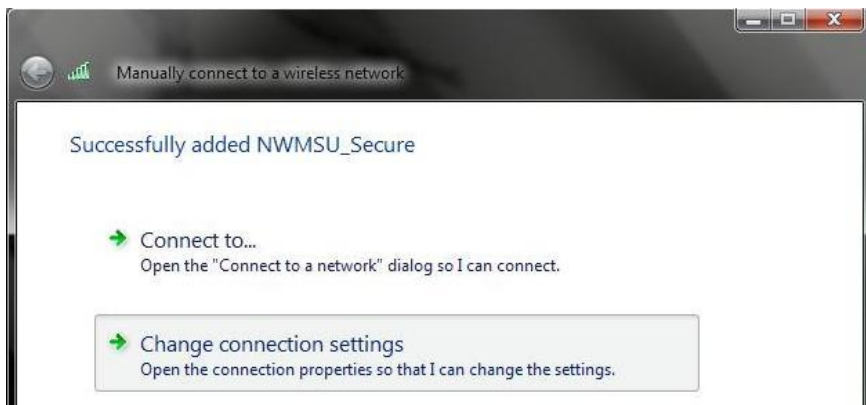 Manually connect to a wireless network
Successfully added NWMSU_Secure
Connect to...
Open the "Connect to a network" dialog so I can connect.
Change connection settings
Open the connection properties so that I can change the settings.